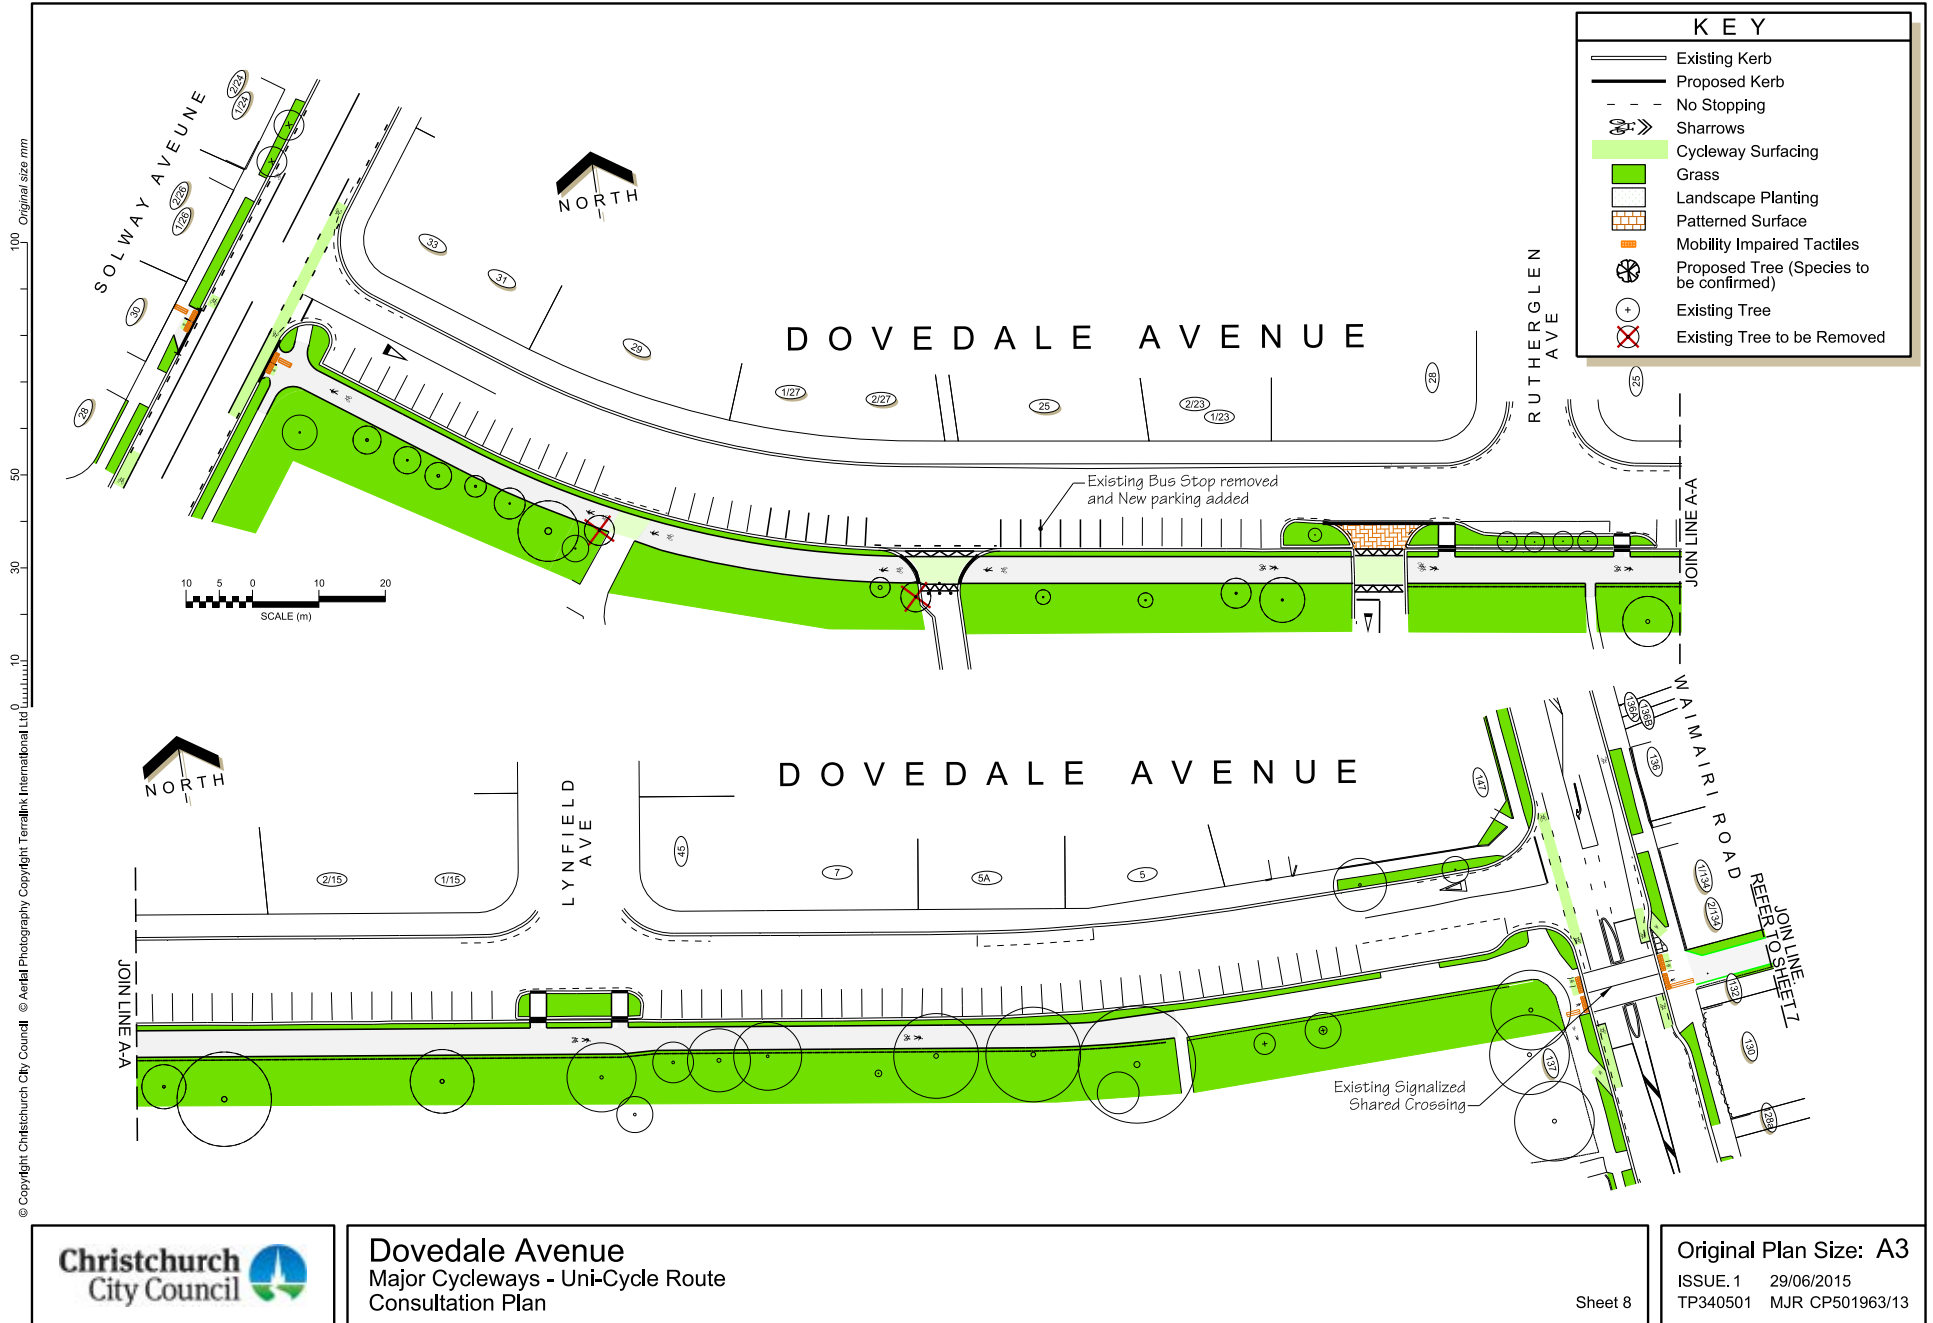 KEY
Existing Kerb
Proposed Kerb
No Stopping
Sharrows
Cycleway Surfacing
Grass
Landscape Planting
Patterned Surface
Mobility Impaired Tactiles
Proposed Tree (Species to
be confirmed)
Existing Tree
Existing Tree to be Removed
SOLWAY AVEUNE
2/24
1/24
2/26
1/26
30
28
NORTH
33
31
29
DOVEDALE AVENUE
1/27
2/27
25
2/23
1/23
28
RUTHERGLEN
AVE
25
Existing Bus Stop removed
and New parking added
JOIN LINE A-A
10 5 0 10 20
SCALE (m)
100
50
30
10
0
Original size mm
NORTH
DOVEDALE AVENUE
JOIN LINE A-A
2/15
1/15
LYNFIELD
AVE
45
7
5A
5
147
WAIMAIRI ROAD
136A
136B
136
1/134
2/134
132
130
128a
137
JOIN LINE:
REFER TO SHEET 7
Existing Signalized
Shared Crossing
© Copyright Christchurch City Council © Aerial Photography Copyright Terralink International Ltd
Christchurch
City Council
Dovedale Avenue
Major Cycleways - Uni-Cycle Route
Consultation Plan
Sheet 8
Original Plan Size: A3
ISSUE. 1 29/06/2015
TP340501 MJR CP501963/13